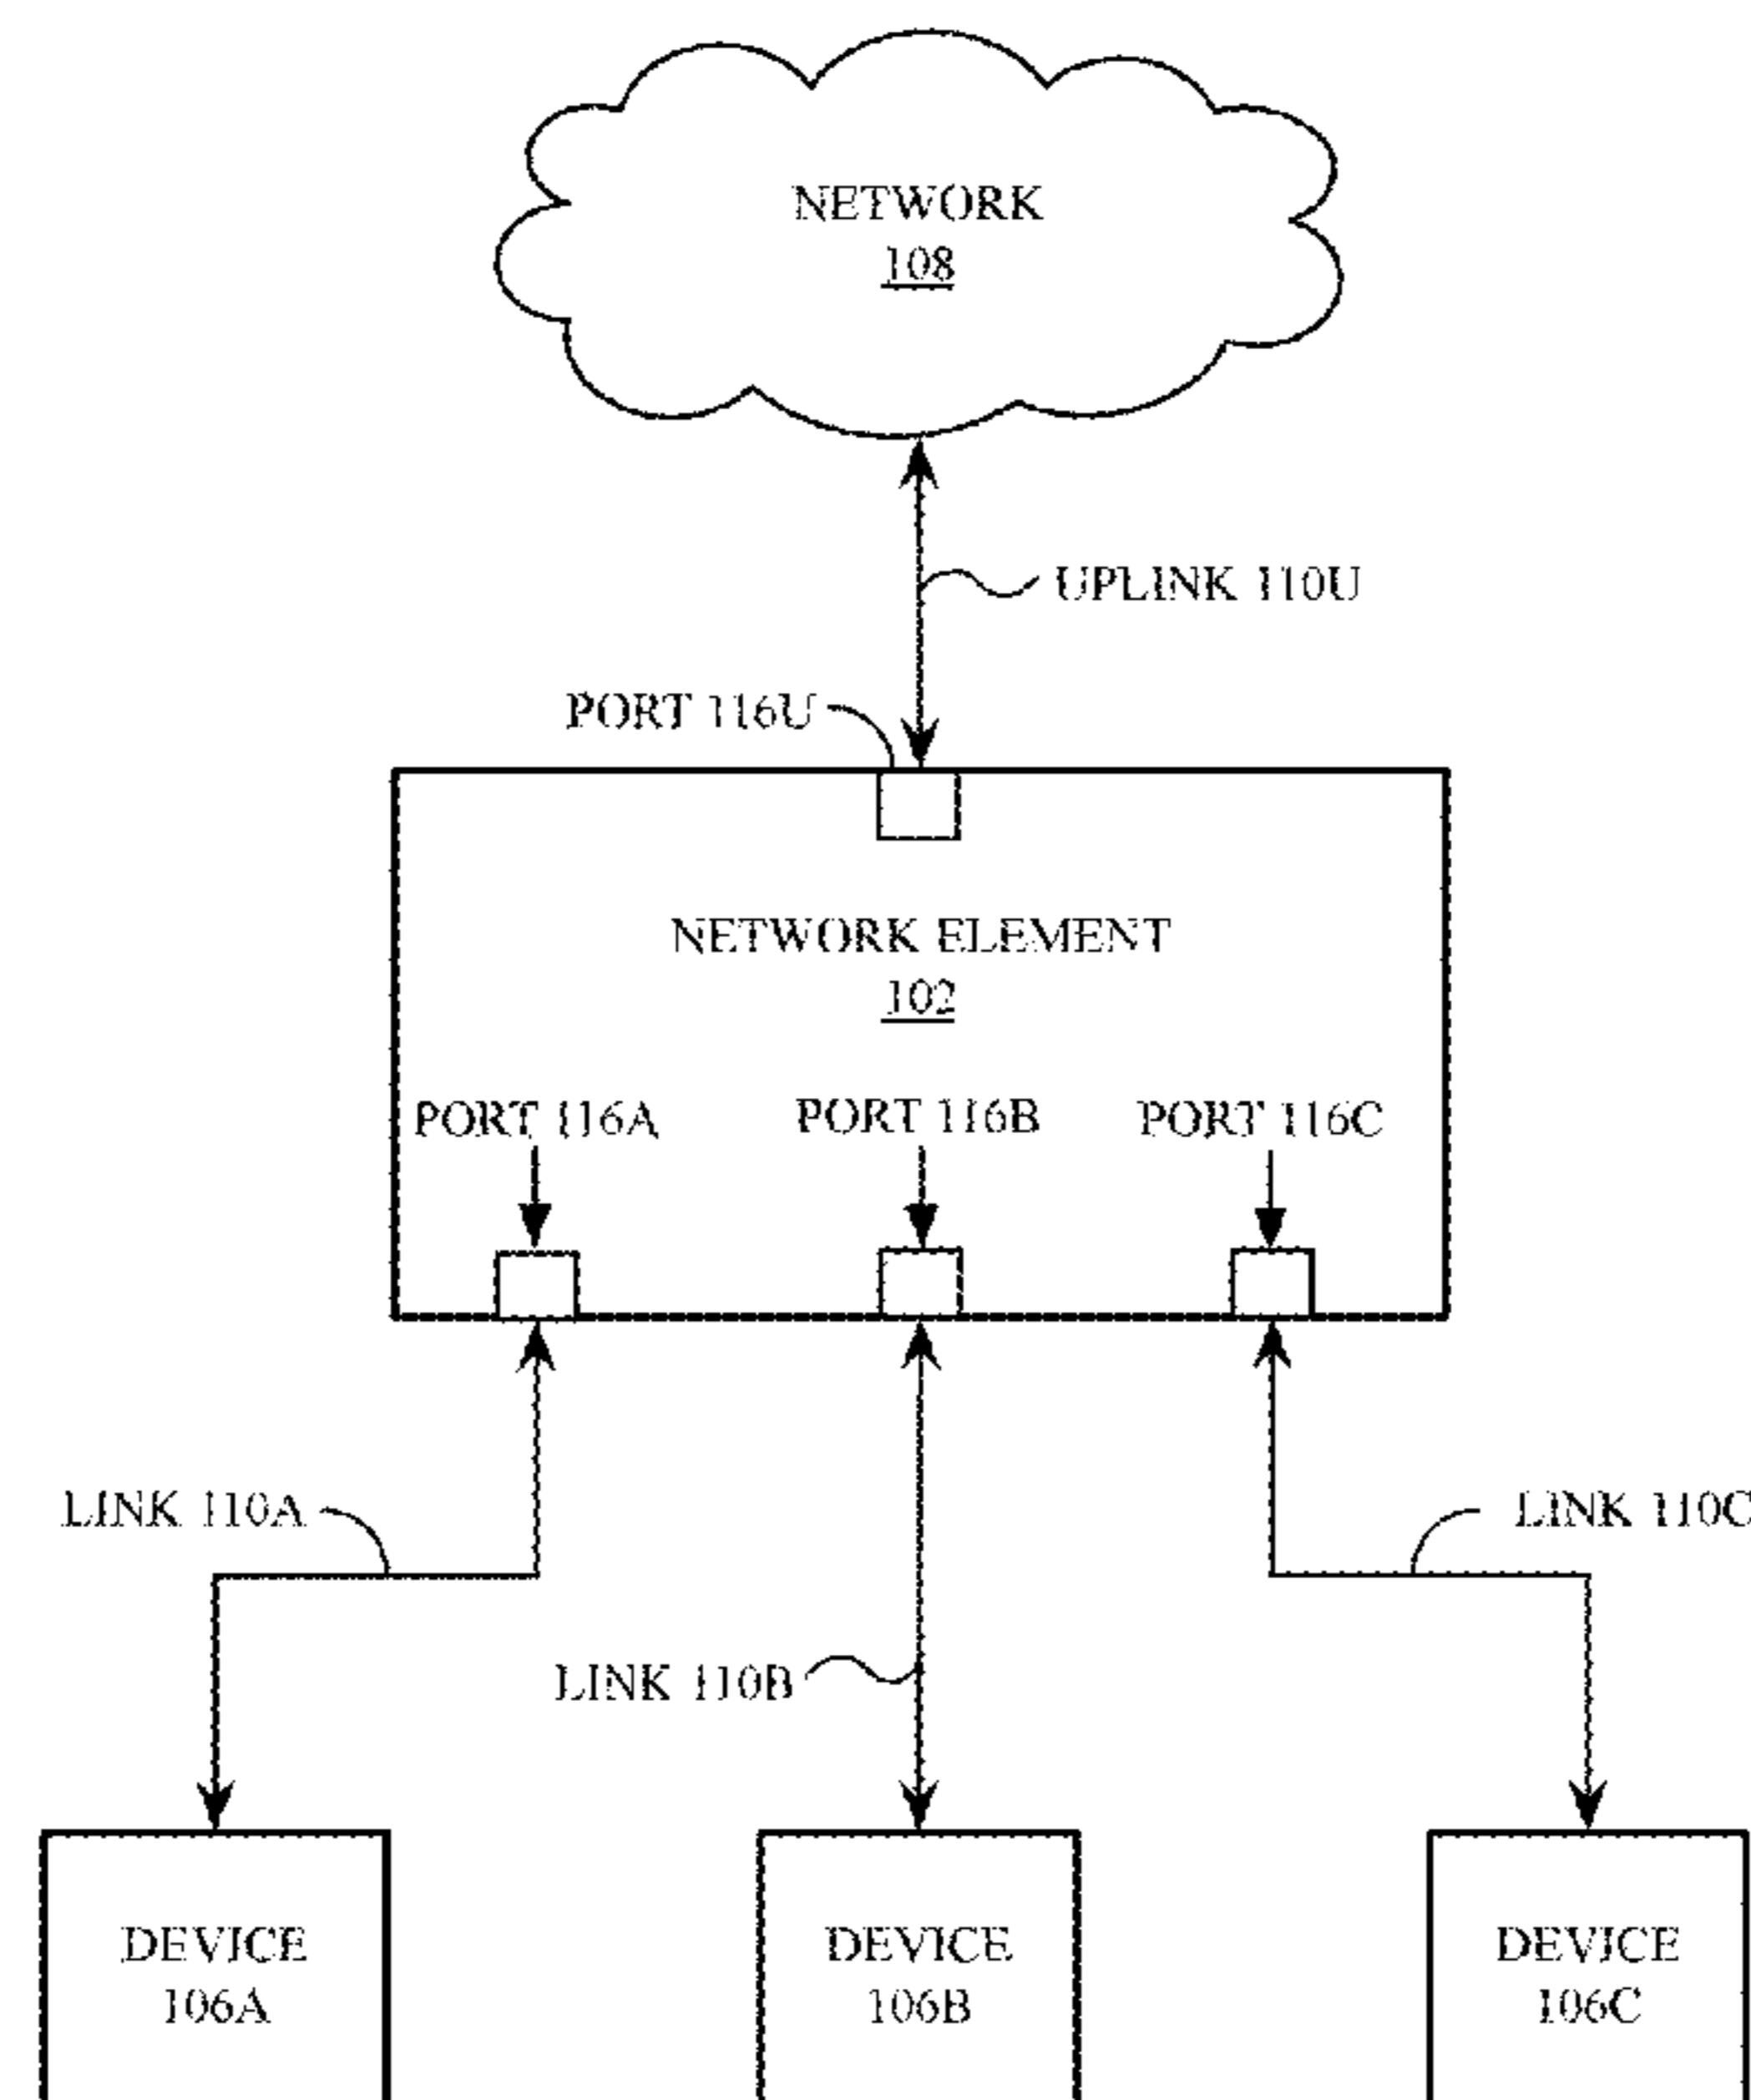 NETWORK
108
UPLINK 110U
PORT 116U
NETWORK ELEMENT
102
PORT 116A
PORT 116B
PORT 116C
LINK 110A
LINK 110C
LINK 110B
DEVICE
106A
DEVICE
106B
DEVICE
106C